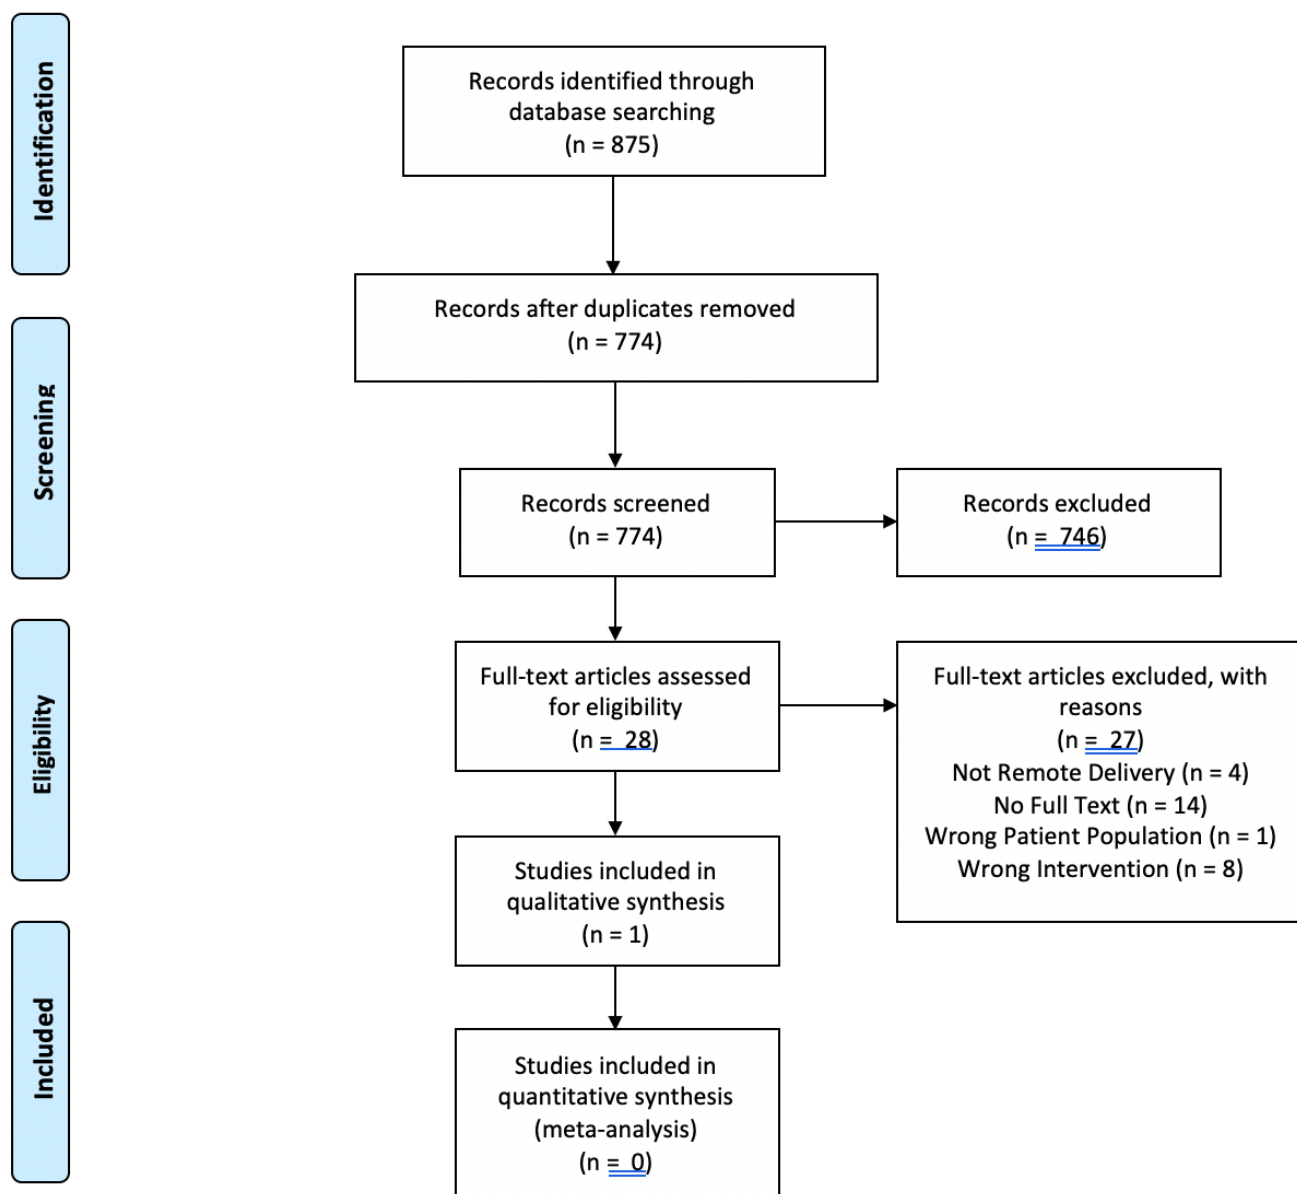 Identification
Records identified through
database searching
(n = 875)
Records after duplicates removed
(n = 774)
Screening
Records screened
(n = 774)
Records excluded
(n = 746)
Eligibility
Full-text articles assessed
for eligibility
(n = 28)
Full-text articles excluded, with
reasons
(n = 27)
Not Remote Delivery (n = 4)
No Full Text (n = 14)
Wrong Patient Population (n = 1)
Wrong Intervention (n = 8)
Studies included in
qualitative synthesis
(n = 1)
Included
Studies included in
quantitative synthesis
(meta-analysis)
(n = 0)